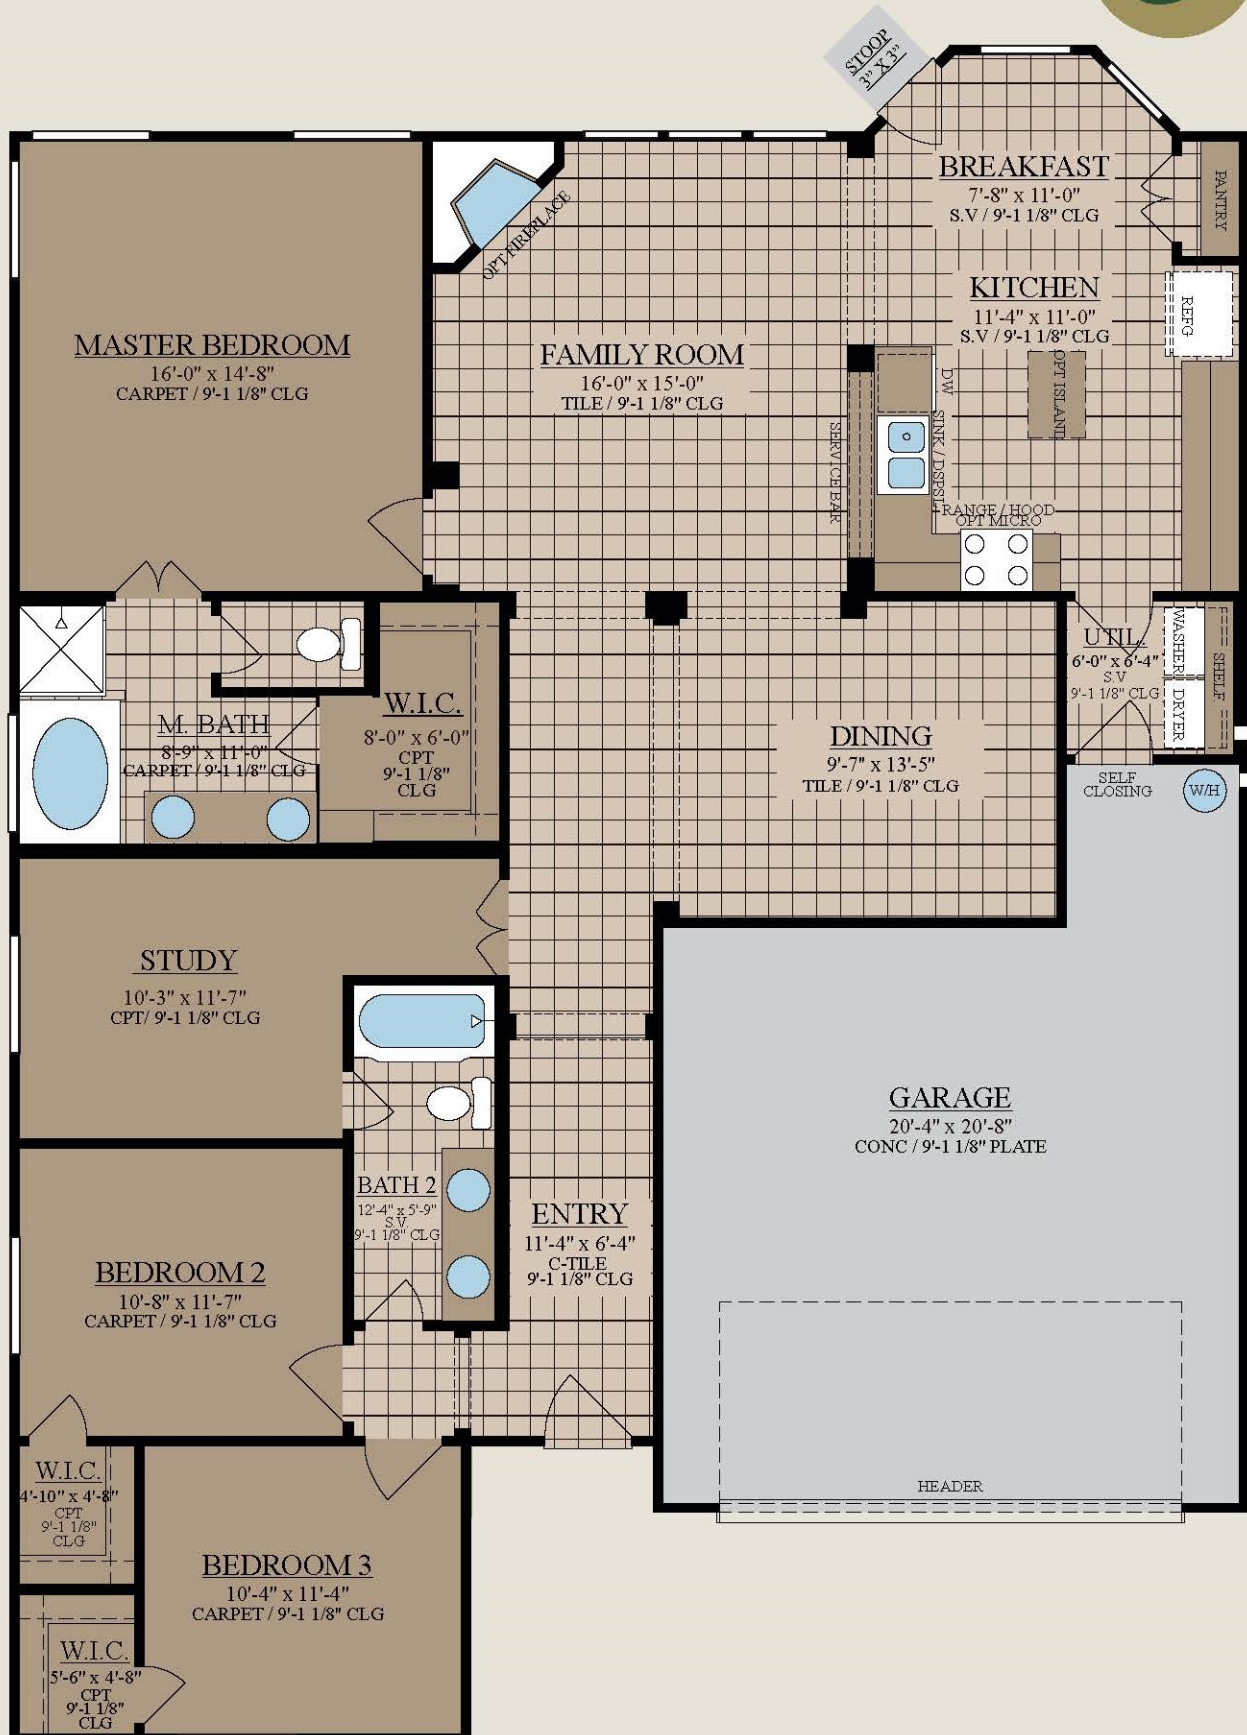 STOOP
3" X 3"
BREAKFAST
7'-8" x 11'-0"
S.V / 9'-1 1/8" CLG
PANTRY
OPT FIREPLACE
KITCHEN
11'-4" x 11'-0"
S.V / 9'-1 1/8" CLG
REFG
MASTER BEDROOM
16'-0" x 14'-8"
CARPET / 9'-1 1/8" CLG
FAMILY ROOM
16'-0" x 15'-0"
TILE / 9'-1 1/8" CLG
OPT ISLAND
DW
SINK / DSPSL
SERVICE BAR
RANGE / HOOD
OPT MICRO
UTIL.
6'-0" x 6'-4"
S.V
9'-1 1/8" CLG
WASHER
DRYER
SHELF
M. BATH
8'-9" x 11'-0"
CARPET / 9'-1 1/8" CLG
W.I.C.
8'-0" x 6'-0"
CPT
9'-1 1/8"
CLG
DINING
9'-7" x 13'-5"
TILE / 9'-1 1/8" CLG
SELF
CLOSING
W/H
STUDY
10'-3" x 11'-7"
CPT/ 9'-1 1/8" CLG
GARAGE
20'-4" x 20'-8"
CONC / 9'-1 1/8" PLATE
BATH 2
12'-4" x 5'-9"
S.V.
9'-1 1/8" CLG
ENTRY
11'-4" x 6'-4"
C-TILE
9'-1 1/8" CLG
BEDROOM 2
10'-8" x 11'-7"
CARPET / 9'-1 1/8" CLG
HEADER
W.I.C.
4'-10" x 4'-8"
CPT
9'-1 1/8"
CLG
BEDROOM 3
10'-4" x 11'-4"
CARPET / 9'-1 1/8" CLG
W.I.C.
5'-6" x 4'-8"
CPT
9'-1 1/8"
CLG